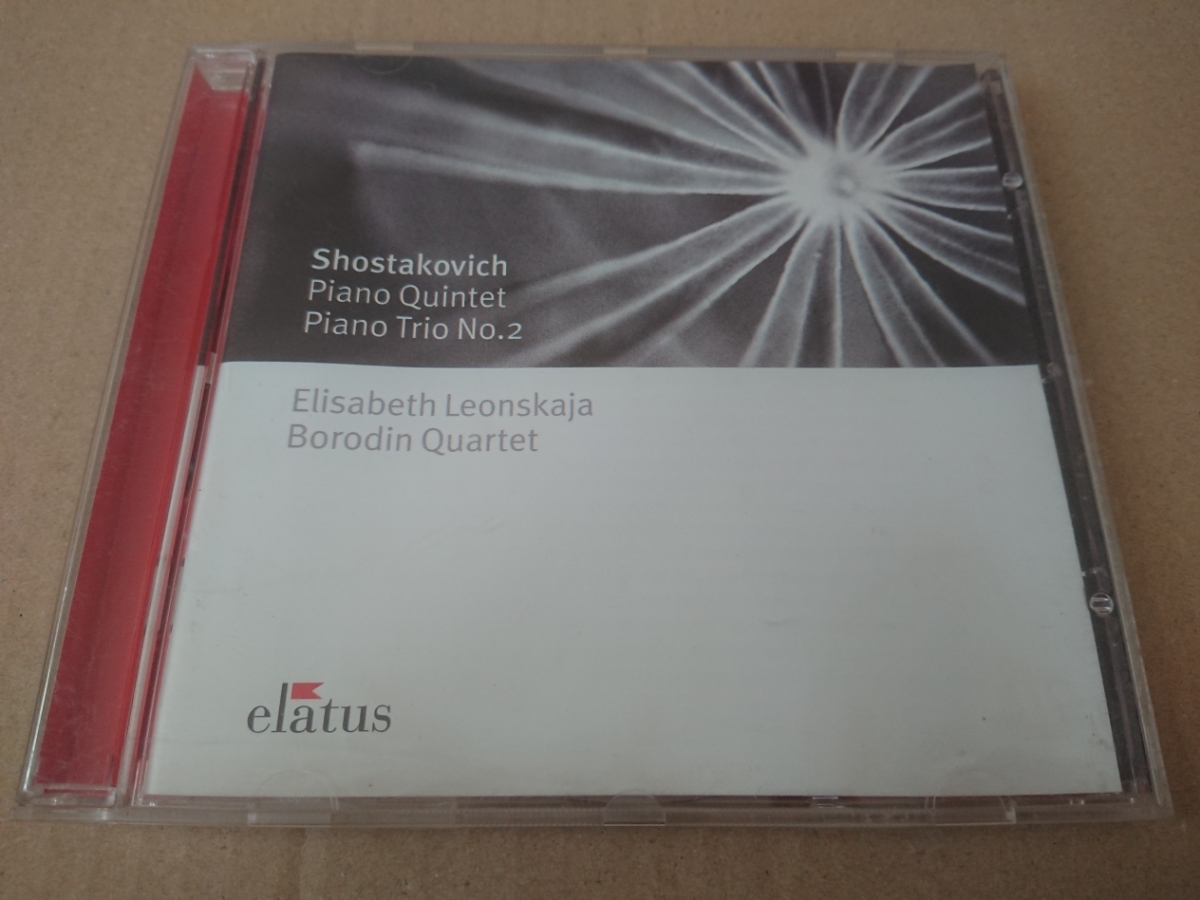 Shostakovich
Piano Quintet
Piano Trio No.2
Elisabeth Leonskaja
Borodin Quartet
elatus